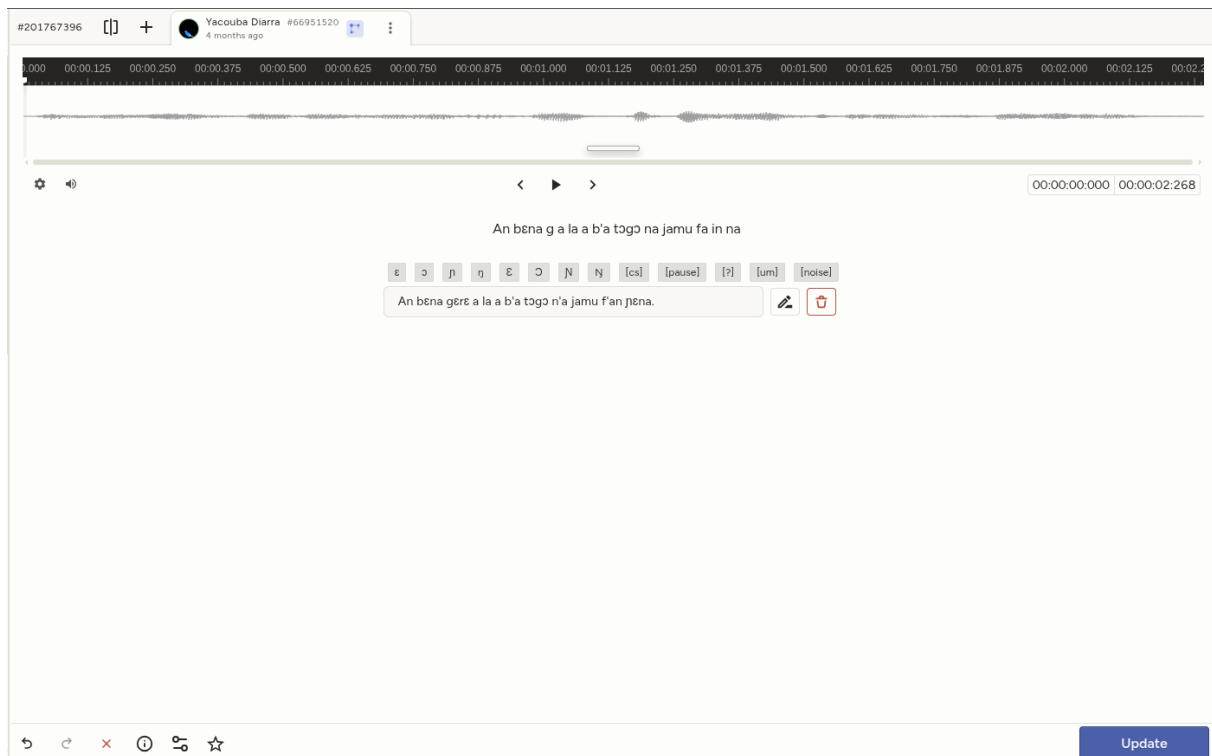 #201767396
Yacouba Diarra #66951520
4 months ago
00:00.125 00:00.250 00:00.375 00:00.500 00:00.625 00:00.750 00:00.875 00:01.000 00:01.125 00:01.250 00:01.375 00:01.500 00:01.625 00:01.750 00:01.875 00:02.000 00:02.125
00:00:00:000 00:00:02:268
An bɛna g a la a b'a tɔgɔ na jamu fa in na
ɛ ɔ ɲ ŋ Ɛ Ɔ Ɲ Ŋ [cs] [pause] [?] [um] [noise]
An bɛna gɛrɛ a la a b'a tɔgɔ n'a jamu f'an ɲɛna.
Update